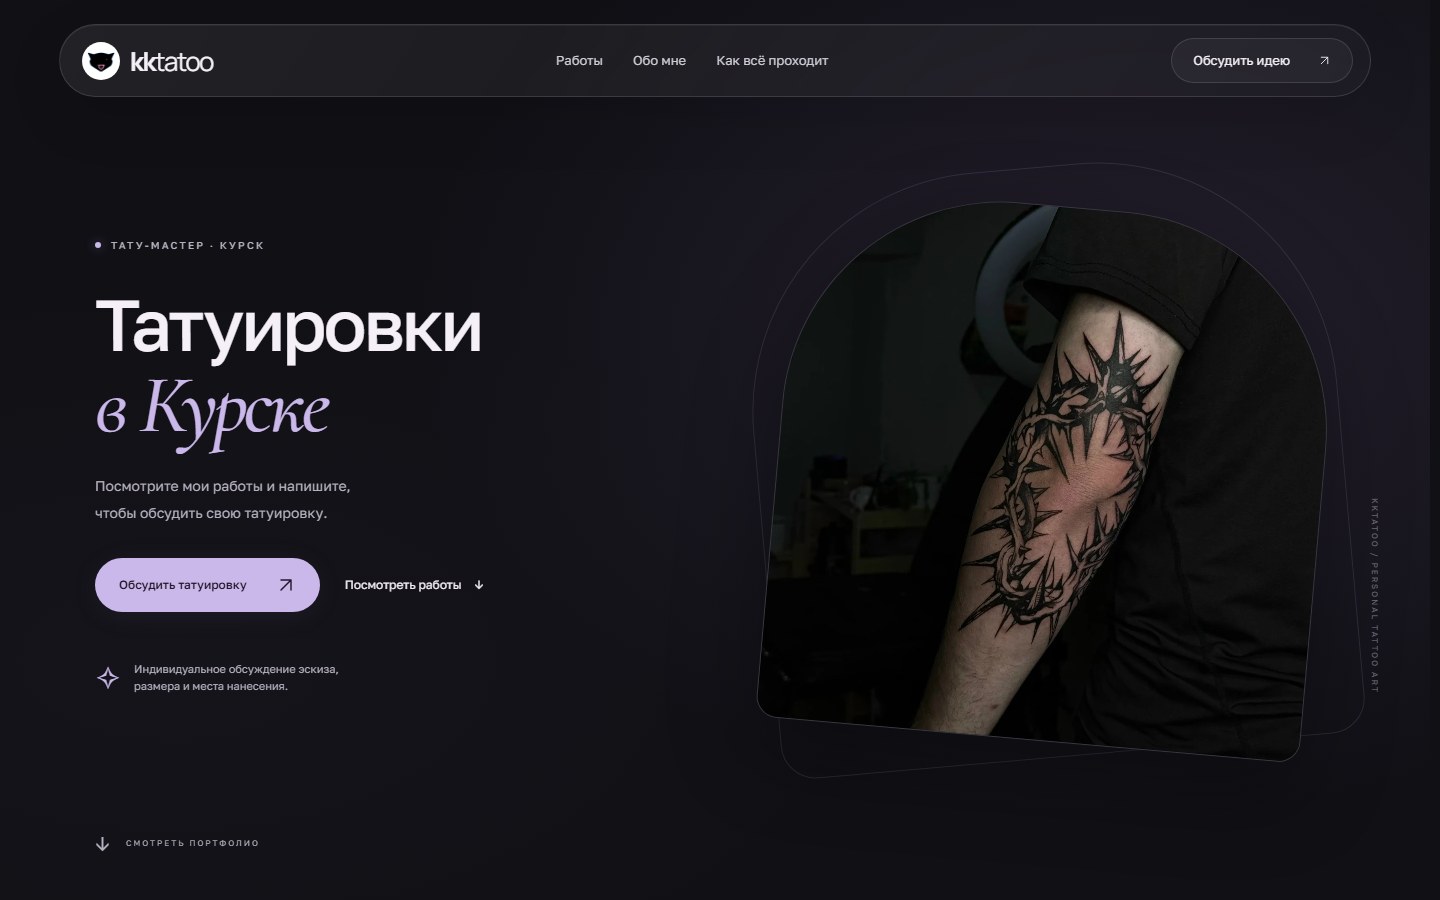 kktatoo
Работы
Обо мне
Как всё проходит
Обсудить идею
ТАТУ-МАСТЕР · КУРСК
Татуировки
в Курске
Посмотрите мои работы и напишите,
чтобы обсудить свою татуировку.
Обсудить татуировку
Посмотреть работы
Индивидуальное обсуждение эскиза,
размера и места нанесения.
KKTATOO / PERSONAL TATTOO ART
СМОТРЕТЬ ПОРТФОЛИО